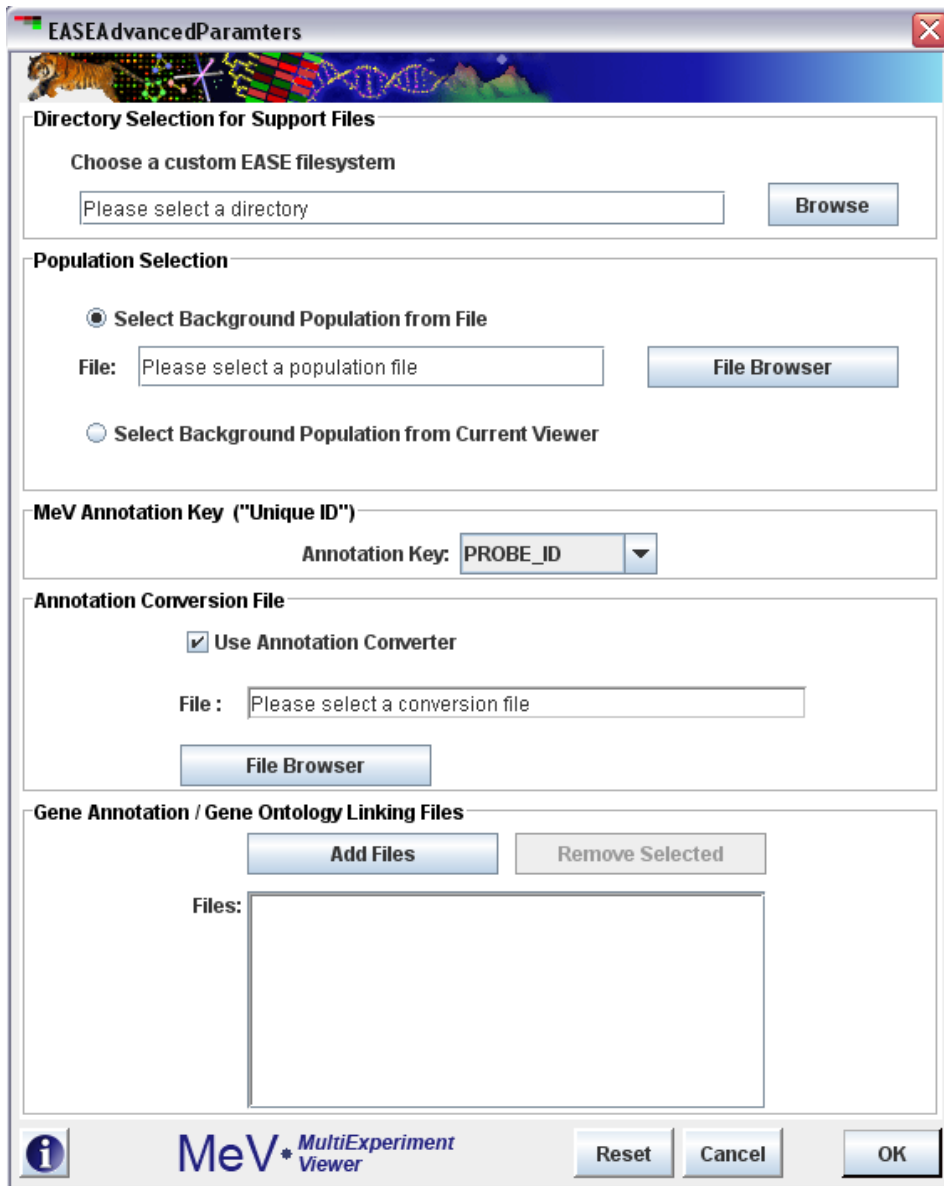 EASEAdvancedParamters
Directory Selection for Support Files
Choose a custom EASE filesystem
Please select a directory
Browse
Population Selection
Select Background Population from File
File: Please select a population file File Browser
Select Background Population from Current Viewer
MeV Annotation Key ("Unique ID")
Annotation Key: PROBE_ID
Annotation Conversion File
Use Annotation Converter
File : Please select a conversion file
File Browser
Gene Annotation / Gene Ontology Linking Files
Add Files Remove Selected
Files:
MeV MultiExperiment Viewer
Reset Cancel OK